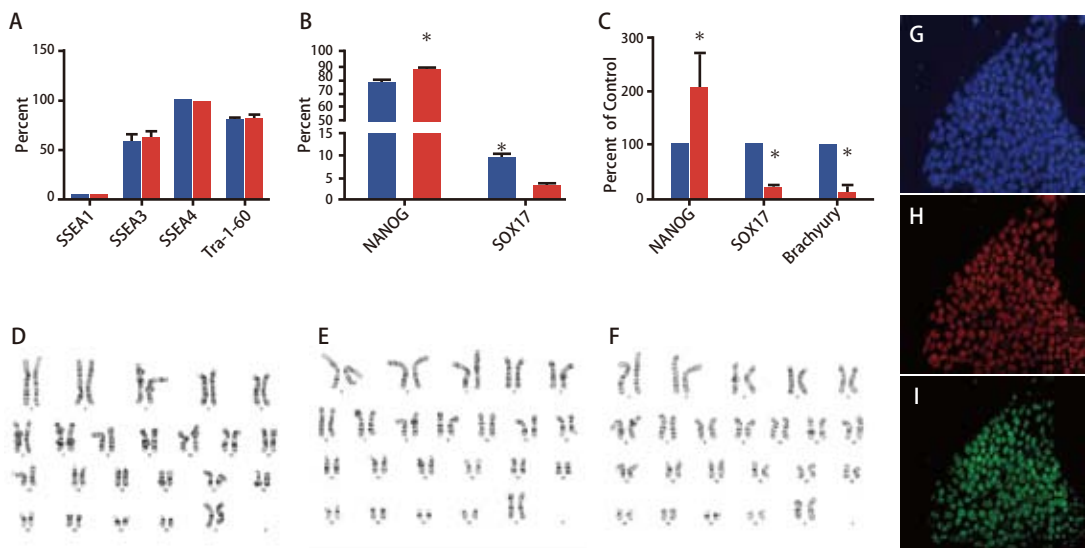 A
150
100
50
0
Percent
SSEA1
SSEA3
SSEA4
Tra-1-60
B
100
90
80
70
60
50
15
10
5
0
Percent
*
*
NANOG
SOX17
C
300
200
100
0
Percent of Control
*
*
*
NANOG
SOX17
Brachyury
D
E
F
G
H
I